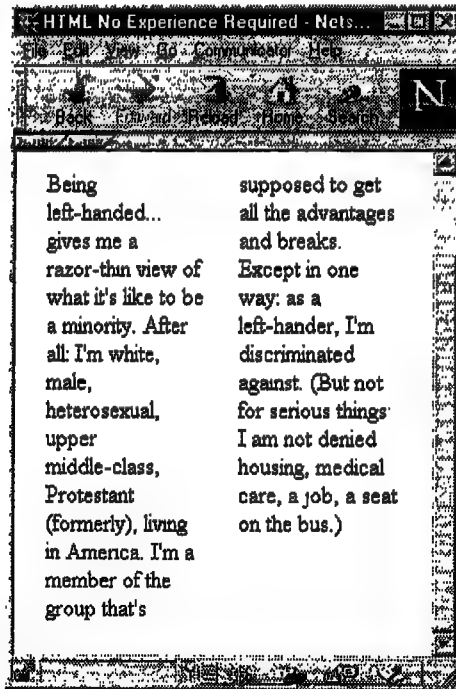 HTML No Experience Required - Nets...
File Edit View Go Communicator Help
Back Forward Reload Home Search
N
Being
left-handed...
gives me a
razor-thin view of
what it's like to be
a minority. After
all: I'm white,
male,
heterosexual,
upper
middle-class,
Protestant
(formerly), living
in America. I'm a
member of the
group that's
supposed to get
all the advantages
and breaks.
Except in one
way: as a
left-hander, I'm
discriminated
against. (But not
for serious things
I am not denied
housing, medical
care, a job, a seat
on the bus.)